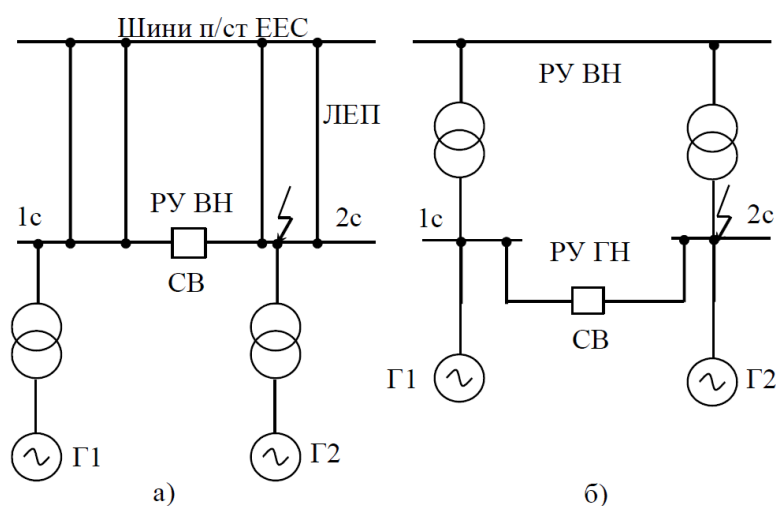 Шини п/ст ЕЕС
ЛЕП
1с
РУ ВН
2с
СВ
Г1
Г2
а)
РУ ВН
1с
2с
РУ ГН
СВ
Г1
Г2
б)